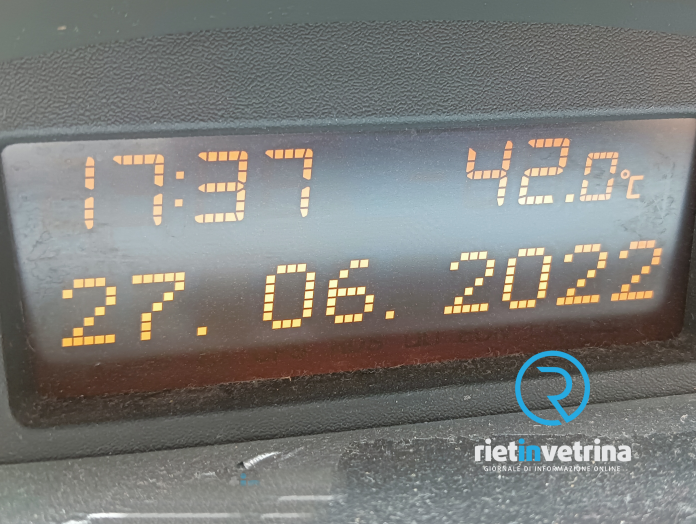 17:37 42.0°C
27. 06. 2022
rietinvetrina
GIORNALE DI INFORMAZIONE ONLINE